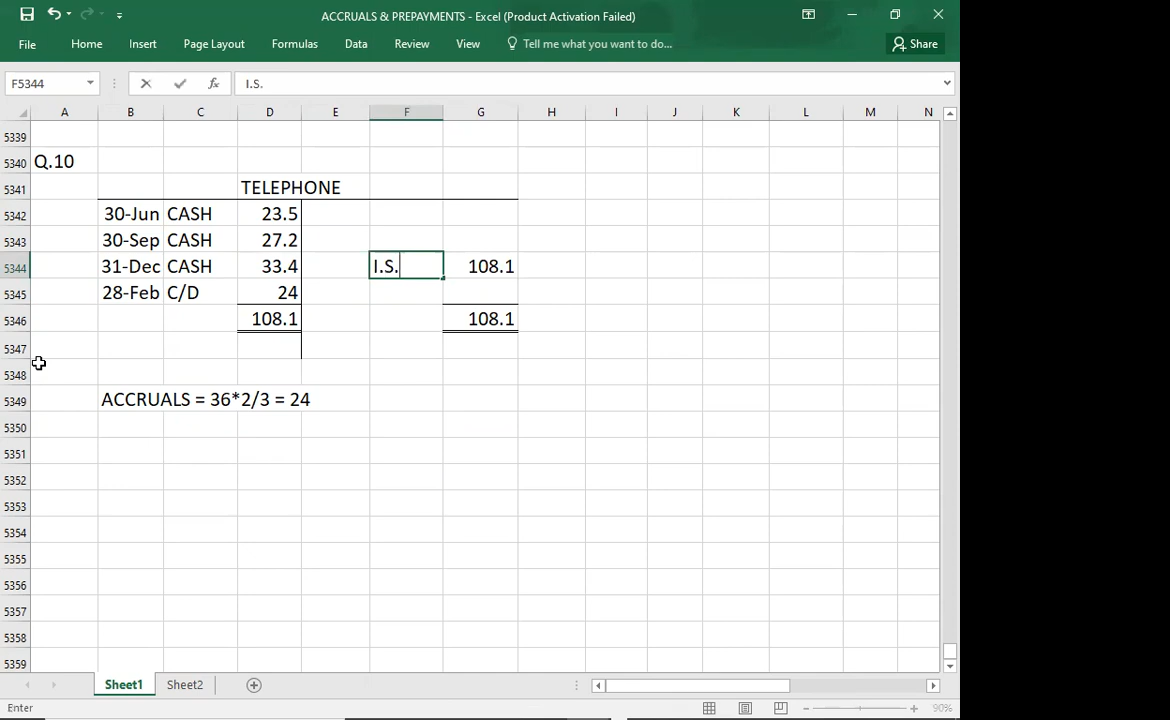 ACCRUALS & PREPAYMENTS - Excel (Product Activation Failed)
File Home Insert Page Layout Formulas Data Review View Tell me what you want to do... Share
F5344 fx I.S.
A B C D E F G H I J K L M N
5339
5340 Q.10
5341 TELEPHONE
5342 30-Jun CASH 23.5
5343 30-Sep CASH 27.2
5344 31-Dec CASH 33.4 I.S. 108.1
5345 28-Feb C/D 24
5346 108.1 108.1
5347
5348
5349 ACCRUALS = 36*2/3 = 24
5350
5351
5352
5353
5354
5355
5356
5357
5358
5359
Sheet1 Sheet2
Enter 90%